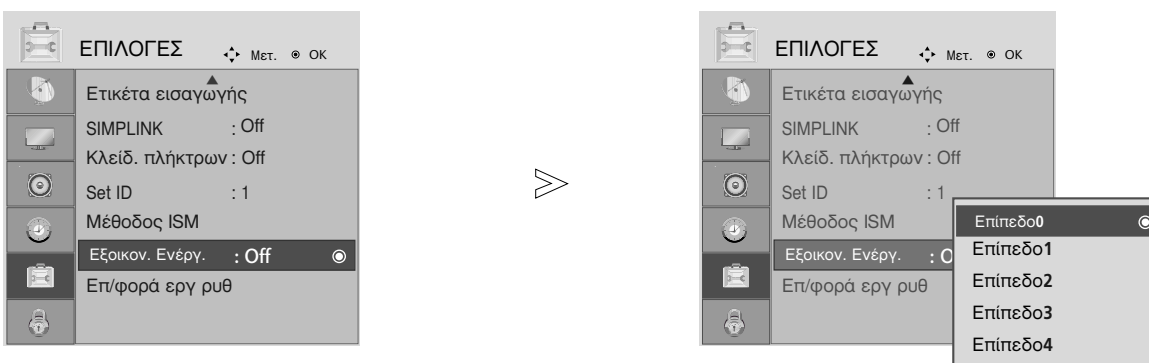 ΕΠΙΛΟΓΕΣ Μετ. OK
Ετικέτα εισαγωγής
SIMPLINK : Off
Κλείδ. πλήκτρων : Off
Set ID : 1
Μέθοδος ISM
Εξοικον. Ενέργ. : Off
Επ/φορά εργ ρυθ
ΕΠΙΛΟΓΕΣ Μετ. OK
Ετικέτα εισαγωγής
SIMPLINK : Off
Κλείδ. πλήκτρων : Off
Set ID : 1
Μέθοδος ISM
Εξοικον. Ενέργ. : O
Επ/φορά εργ ρυθ
Επίπεδο0
Επίπεδο1
Επίπεδο2
Επίπεδο3
Επίπεδο4